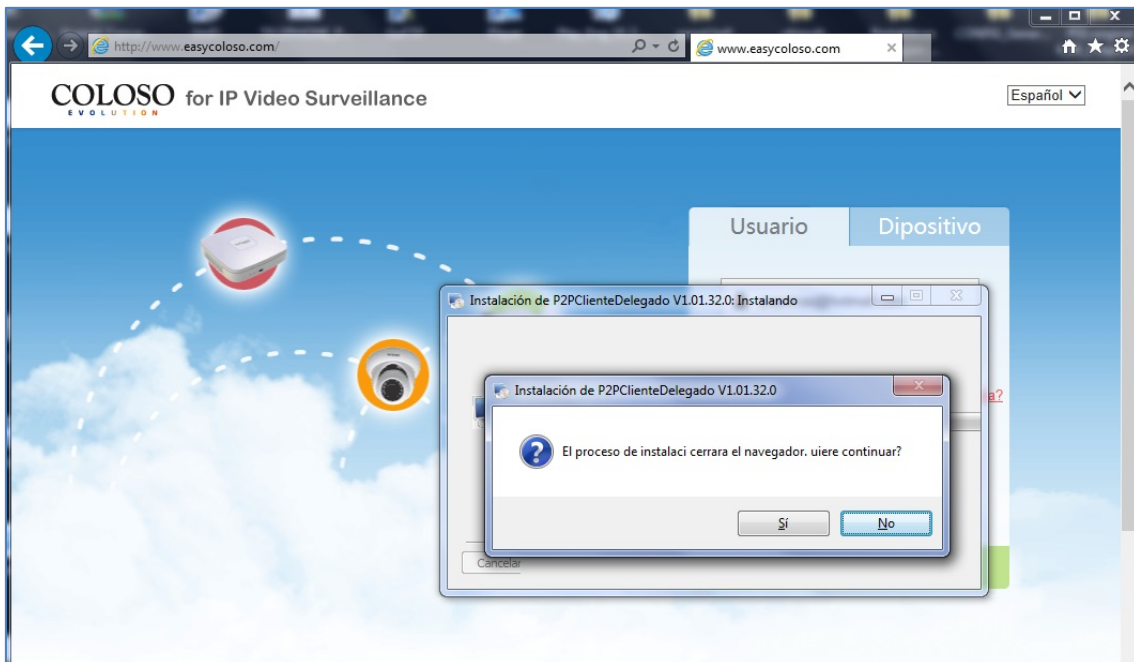 http://www.easycoloso.com/
www.easycoloso.com
COLOSO
EVOLUTION
for IP Video Surveillance
Español
Usuario
Dipositivo
Instalación de P2PClienteDelegado V1.01.32.0: Instalando
a?
Instalación de P2PClienteDelegado V1.01.32.0
El proceso de instalaci cerrara el navegador. uiere continuar?
Sí
No
Cancelar